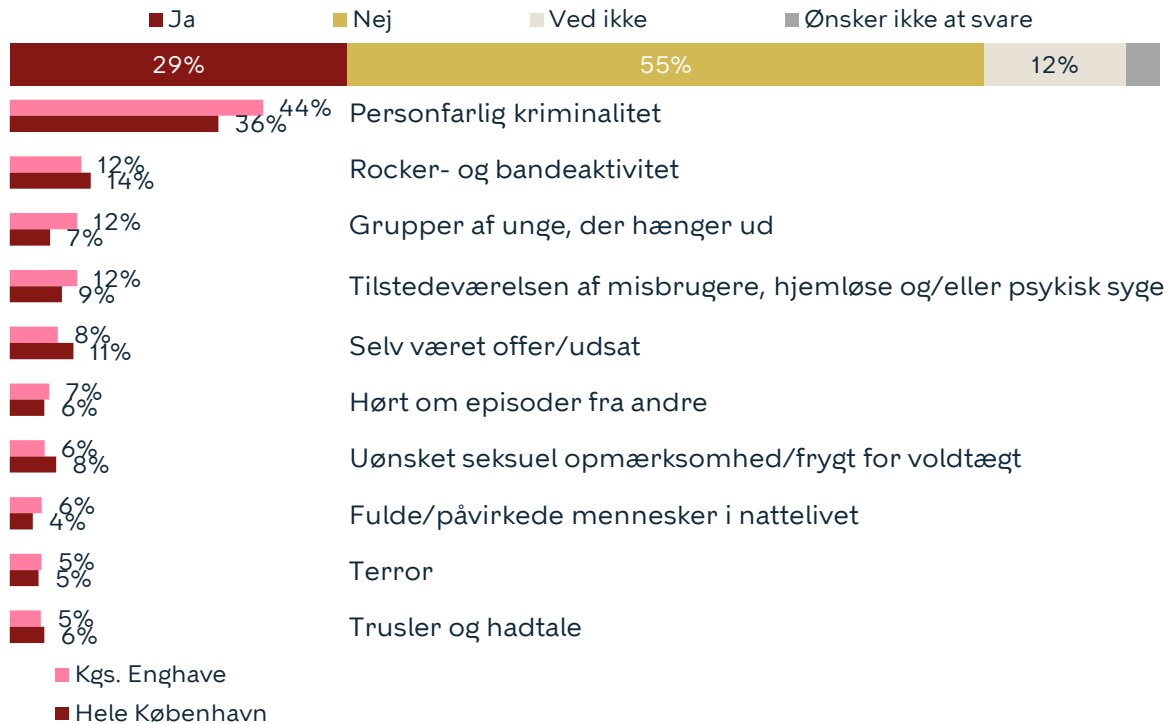 Ja Nej Ved ikke Ønsker ikke at svare
29% 55% 12%
44%
36%
Personfarlig kriminalitet
12%
14%
Rocker- og bandeaktivitet
12%
7%
Grupper af unge, der hænger ud
12%
9%
Tilstedeværelsen af misbrugere, hjemløse og/eller psykisk syge
8%
11%
Selv været offer/udsat
7%
6%
Hørt om episoder fra andre
6%
8%
Uønsket seksuel opmærksomhed/frygt for voldtægt
6%
4%
Fulde/påvirkede mennesker i nattelivet
5%
5%
Terror
5%
6%
Trusler og hadtale
Kgs. Enghave
Hele København